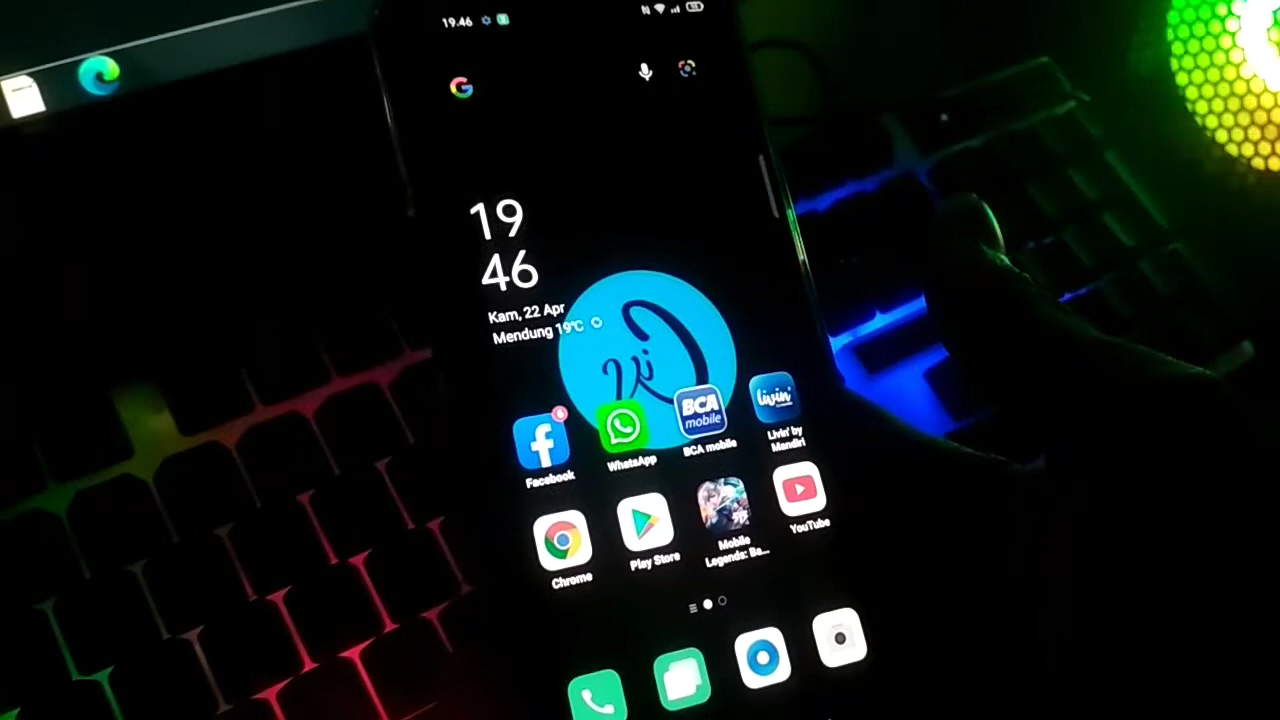 19.46
19
46
Kam, 22 Apr
Mendung 19°C
Facebook
6
WhatsApp
BCA
mobile
BCA mobile
livin'
Livin' by
Mandiri
Chrome
Play Store
Mobile
Legends: Ba...
YouTube